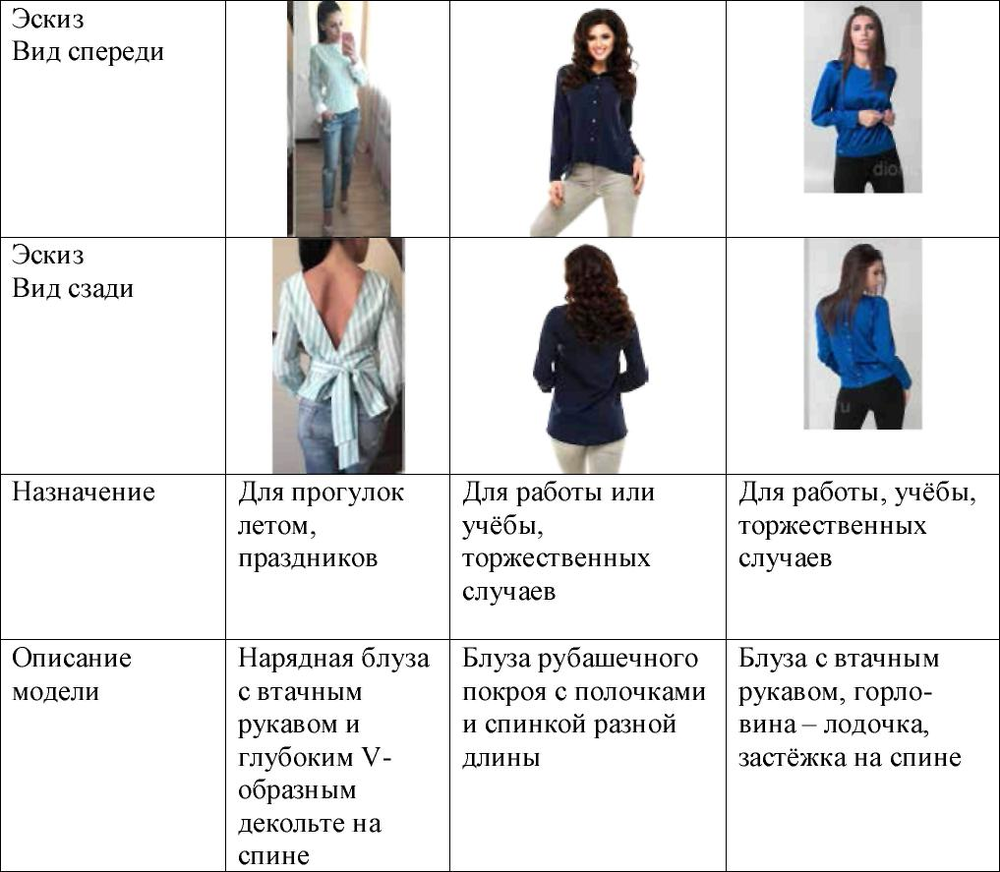 Эскиз
Вид спереди
dion
Эскиз
Вид сзади
u
Назначение
Для прогулок
летом,
праздников
Для работы или
учёбы,
торжественных
случаев
Для работы, учёбы,
торжественных
случаев
Описание
модели
Нарядная блуза
с втачным
рукавом и
глубоким V-
образным
декольте на
спине
Блуза рубашечного
покроя с полочками
и спинкой разной
длины
Блуза с втачным
рукавом, горло-
вина – лодочка,
застёжка на спине